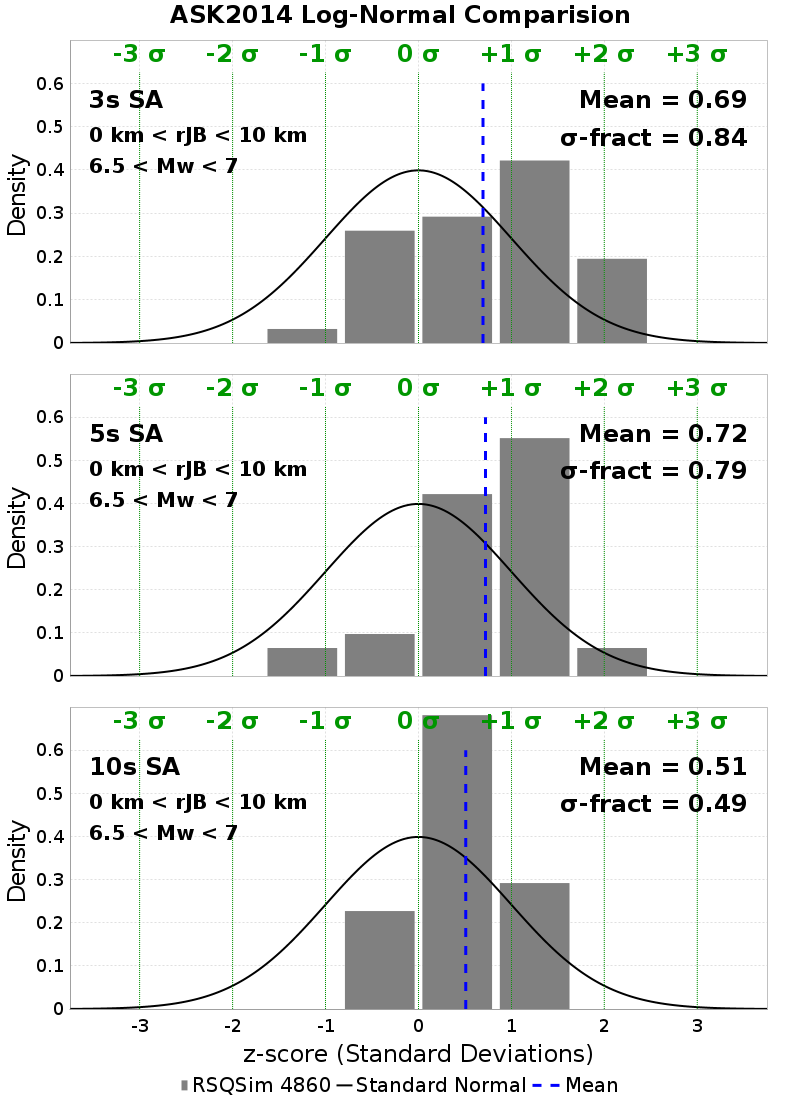 ASK2014 Log-Normal Comparision
-3 σ -2 σ -1 σ 0 σ +1 σ +2 σ +3 σ
3s SA
0 km < rJB < 10 km
6.5 < Mw < 7
Mean = 0.69
σ-fract = 0.84
Density
0.6
0.5
0.4
0.3
0.2
0.1
0
-3 σ -2 σ -1 σ 0 σ +1 σ +2 σ +3 σ
5s SA
0 km < rJB < 10 km
6.5 < Mw < 7
Mean = 0.72
σ-fract = 0.79
Density
0.6
0.5
0.4
0.3
0.2
0.1
0
-3 σ -2 σ -1 σ 0 σ +1 σ +2 σ +3 σ
10s SA
0 km < rJB < 10 km
6.5 < Mw < 7
Mean = 0.51
σ-fract = 0.49
Density
0.6
0.5
0.4
0.3
0.2
0.1
0
-3 -2 -1 0 1 2 3
z-score (Standard Deviations)
RSQSim 4860 Standard Normal Mean